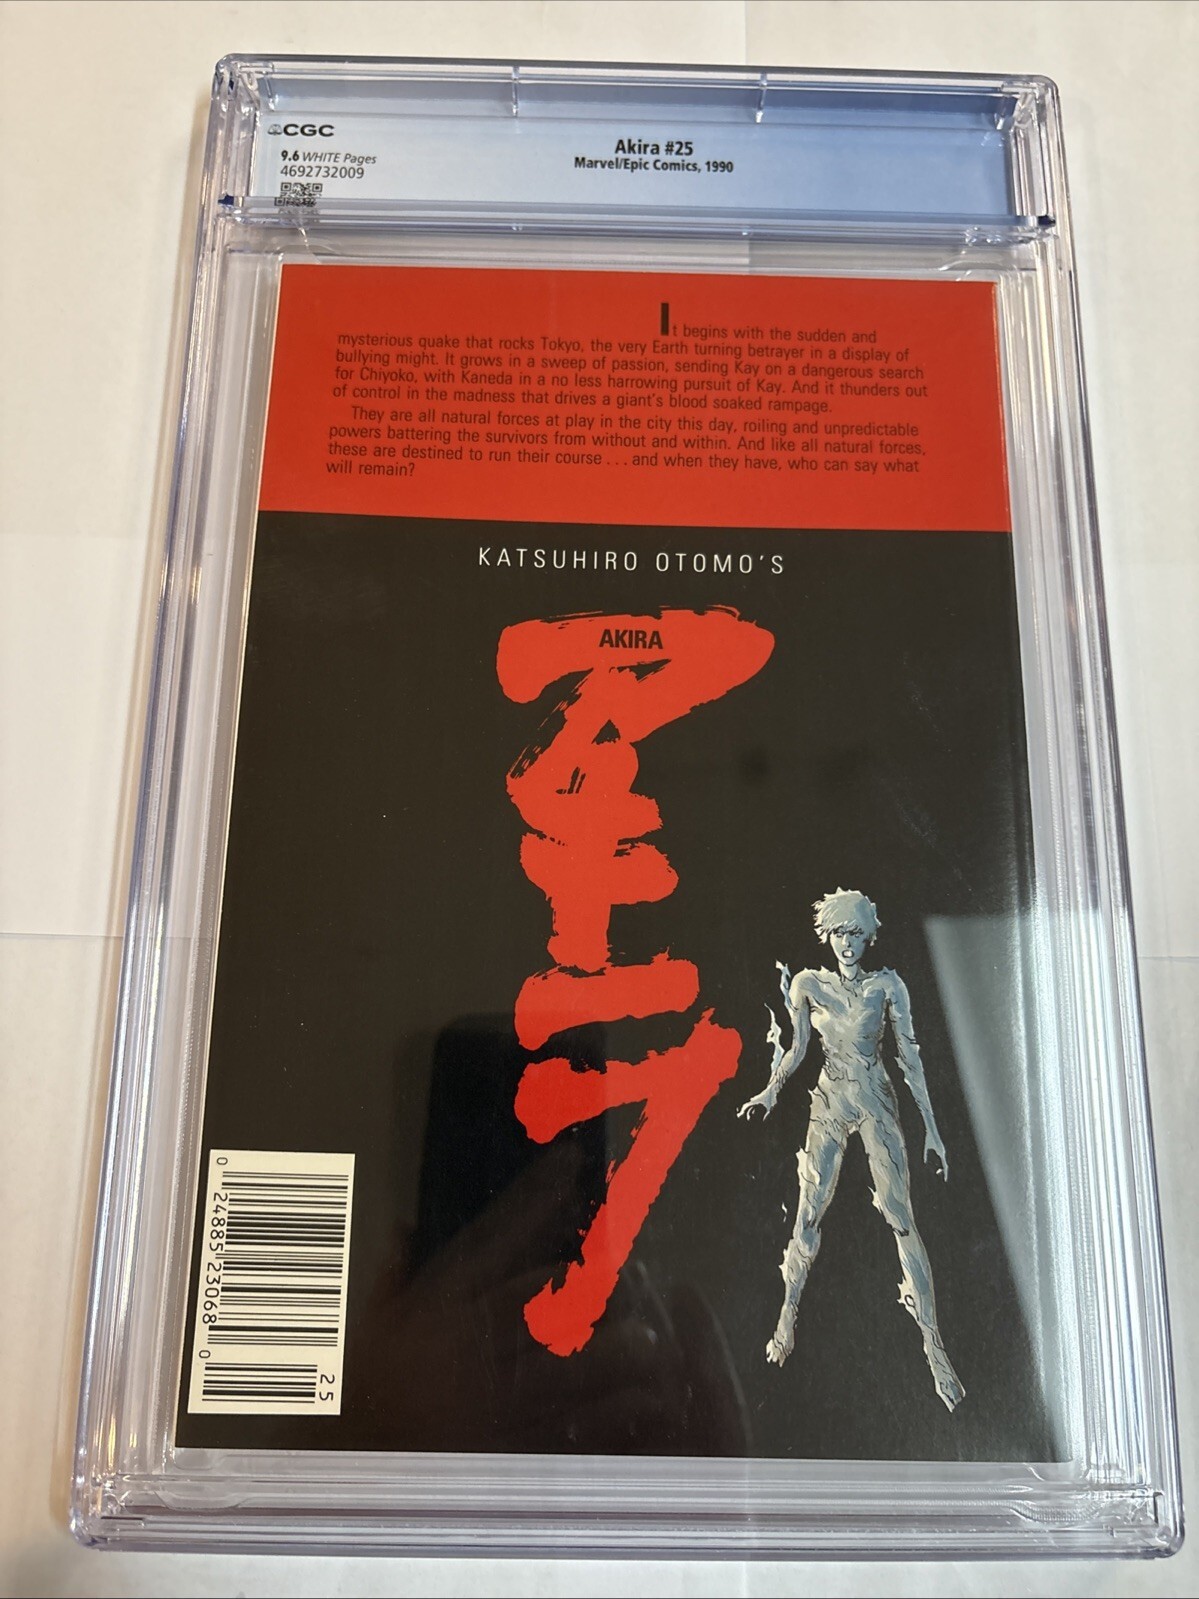 CGC
9.6 WHITE Pages
4692732009
Akira #25
Marvel/Epic Comics, 1990
It begins with the sudden and
mysterious quake that rocks Tokyo, the very Earth turning betrayer in a display of
bullying might. It grows in a sweep of passion, sending Kay on a dangerous search
for Chiyoko, with Kaneda in a no less harrowing pursuit of Kay. And it thunders out
of control in the madness that drives a giant's blood soaked rampage.
They are all natural forces at play in the city this day, roiling and unpredictable
powers battering the survivors from without and within. And like all natural forces,
these are destined to run their course . . . and when they have, who can say what
will remain?
KATSUHIRO OTOMO'S
AKIRA
アキラ
0 24885 23068 0
25